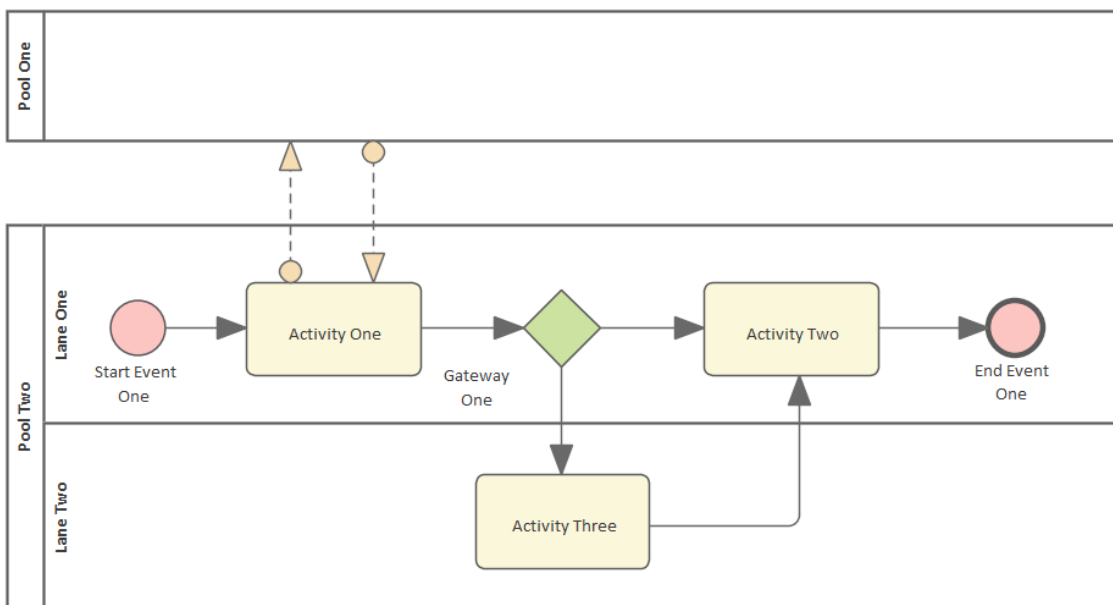 Pool One
Pool Two
Lane One
Start Event
One
Activity One
Gateway
One
Activity Two
End Event
One
Lane Two
Activity Three